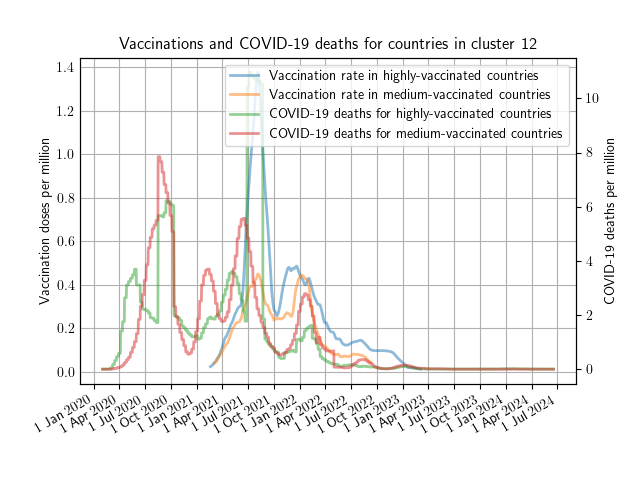 Vaccinations and COVID-19 deaths for countries in cluster 12
Vaccination rate in highly-vaccinated countries
Vaccination rate in medium-vaccinated countries
COVID-19 deaths for highly-vaccinated countries
COVID-19 deaths for medium-vaccinated countries
Vaccination doses per million
1.4
1.2
1.0
0.8
0.6
0.4
0.2
0.0
10
8
6
4
2
0
COVID-19 deaths per million
1 Jan 2020
1 Apr 2020
1 Jul 2020
1 Oct 2020
1 Jan 2021
1 Apr 2021
1 Jul 2021
1 Oct 2021
1 Jan 2022
1 Apr 2022
1 Jul 2022
1 Oct 2022
1 Jan 2023
1 Apr 2023
1 Jul 2023
1 Oct 2023
1 Jan 2024
1 Apr 2024
1 Jul 2024